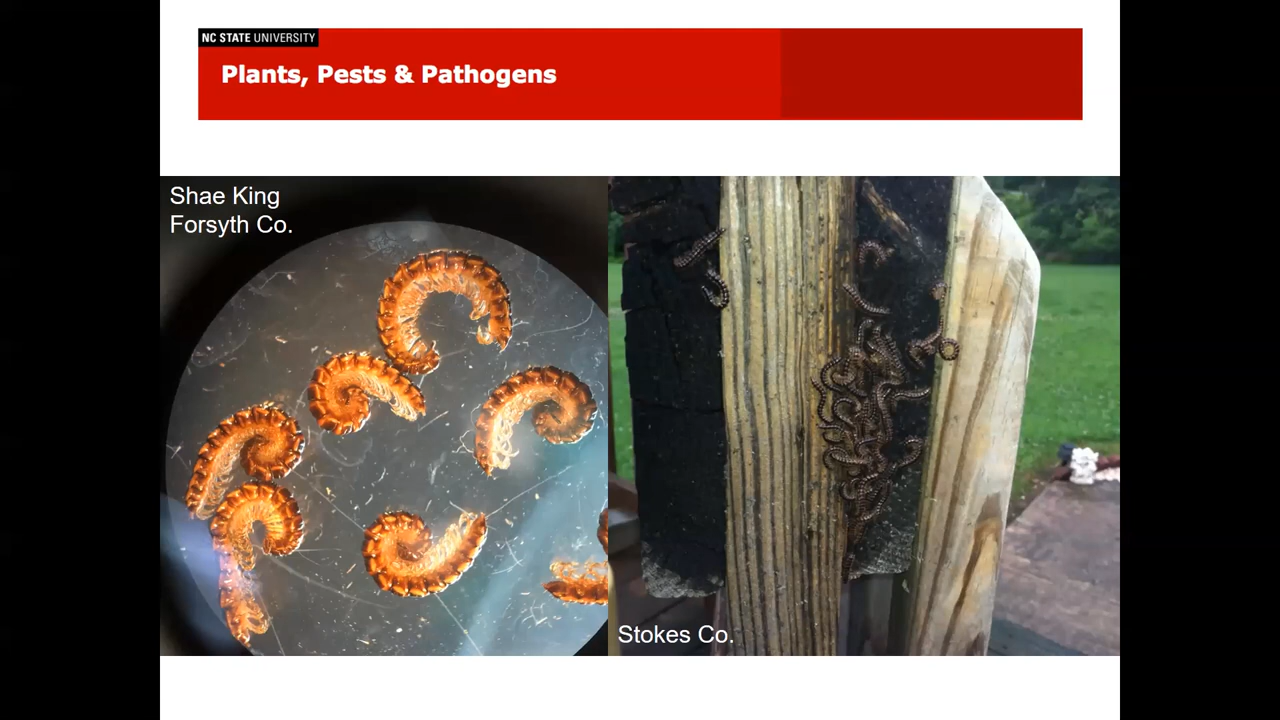 NC STATE UNIVERSITY
Plants, Pests & Pathogens
Shae King
Forsyth Co.
Stokes Co.